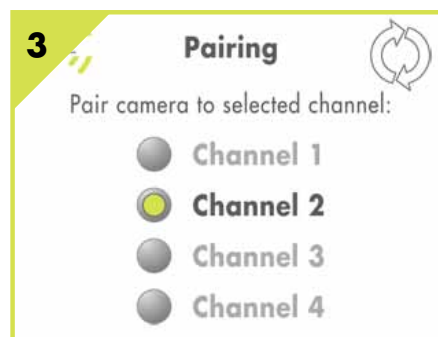 3
Pairing
Pair camera to selected channel:
Channel 1
Channel 2
Channel 3
Channel 4